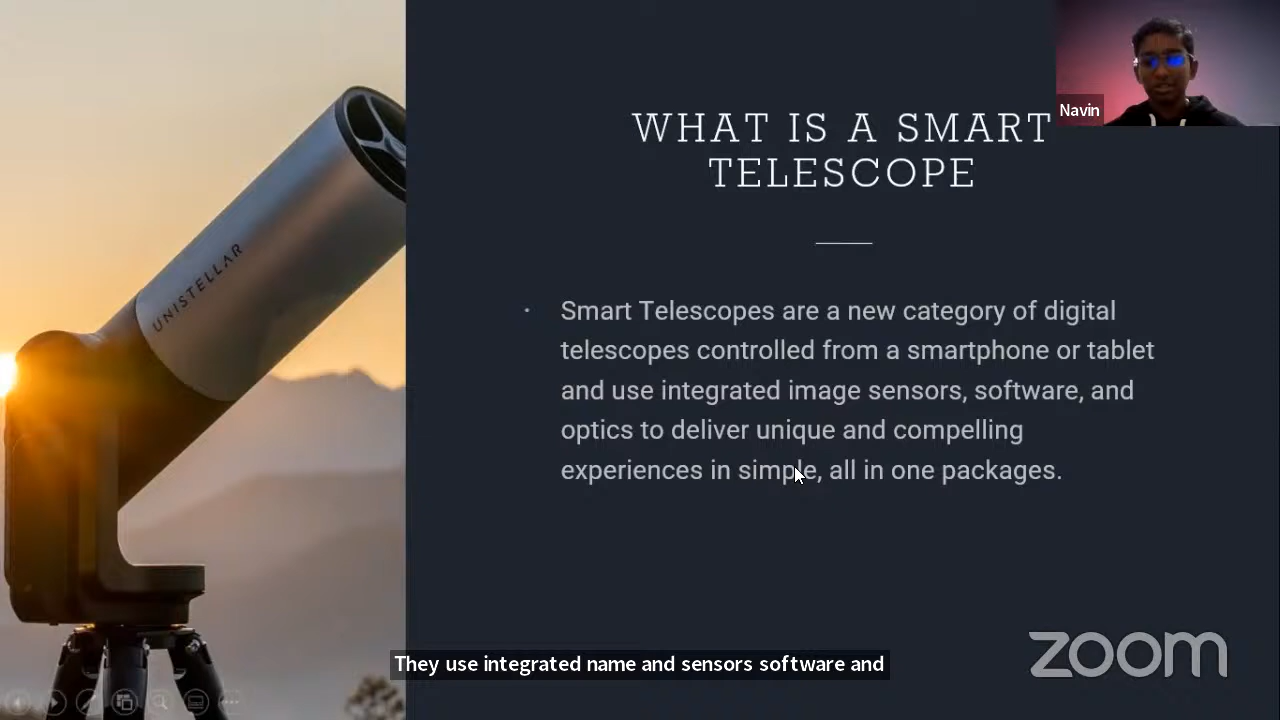 UNISTELLAR
WHAT IS A SMART
TELESCOPE
Navin
• Smart Telescopes are a new category of digital
telescopes controlled from a smartphone or tablet
and use integrated image sensors, software, and
optics to deliver unique and compelling
experiences in simple, all in one packages.
They use integrated name and sensors software and
zoom